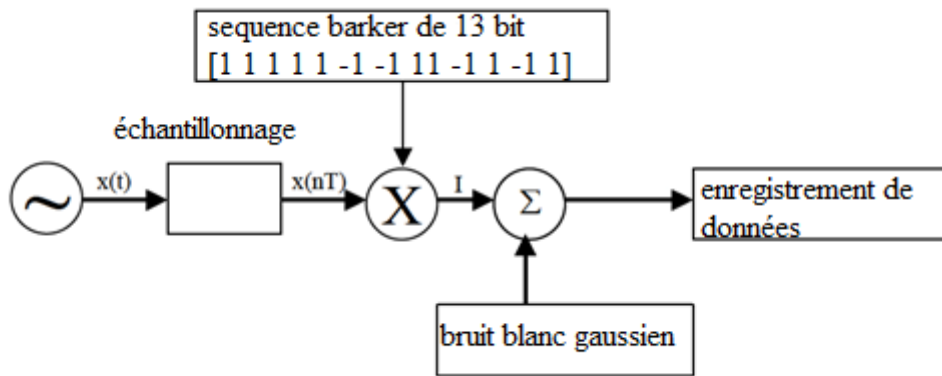 sequence barker de 13 bit
[1 1 1 1 1 -1 -1 11 -1 1 -1 1]
échantillonnage
~
x(t)
x(nT)
X
I
Σ
enregistrement de
données
bruit blanc gaussien